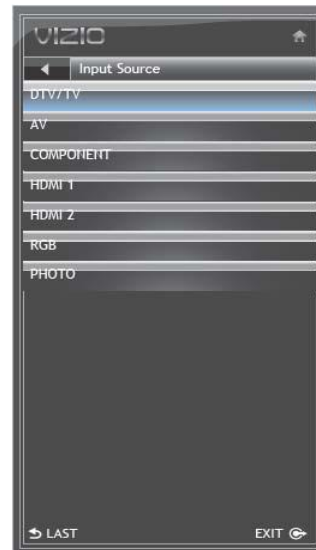 VIZIO
Input Source
DTV/TV
AV
COMPONENT
HDMI 1
HDMI 2
RGB
PHOTO
LAST
EXIT